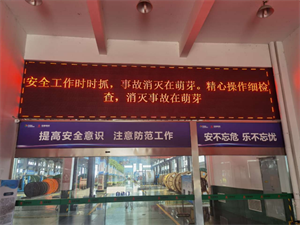 安全工作时时抓，事故消灭在萌芽。精心操作细检
查，消灭事故在萌芽
提高安全意识 注意防范工作
安不忘危 乐不忘忧